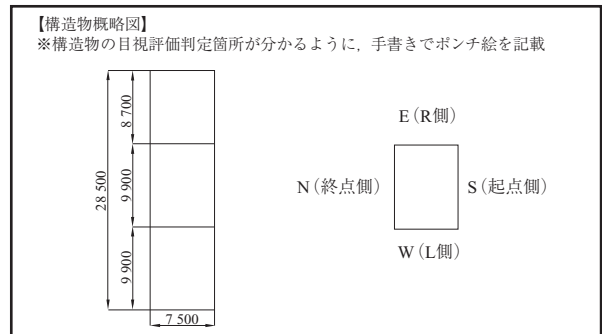 【構造物概略図】
※構造物の目視評価判定箇所が分かるように，手書きでポンチ絵を記載
28 500
8 700
9 900
9 900
7 500
E（R側）
N（終点側）
S（起点側）
W（L側）